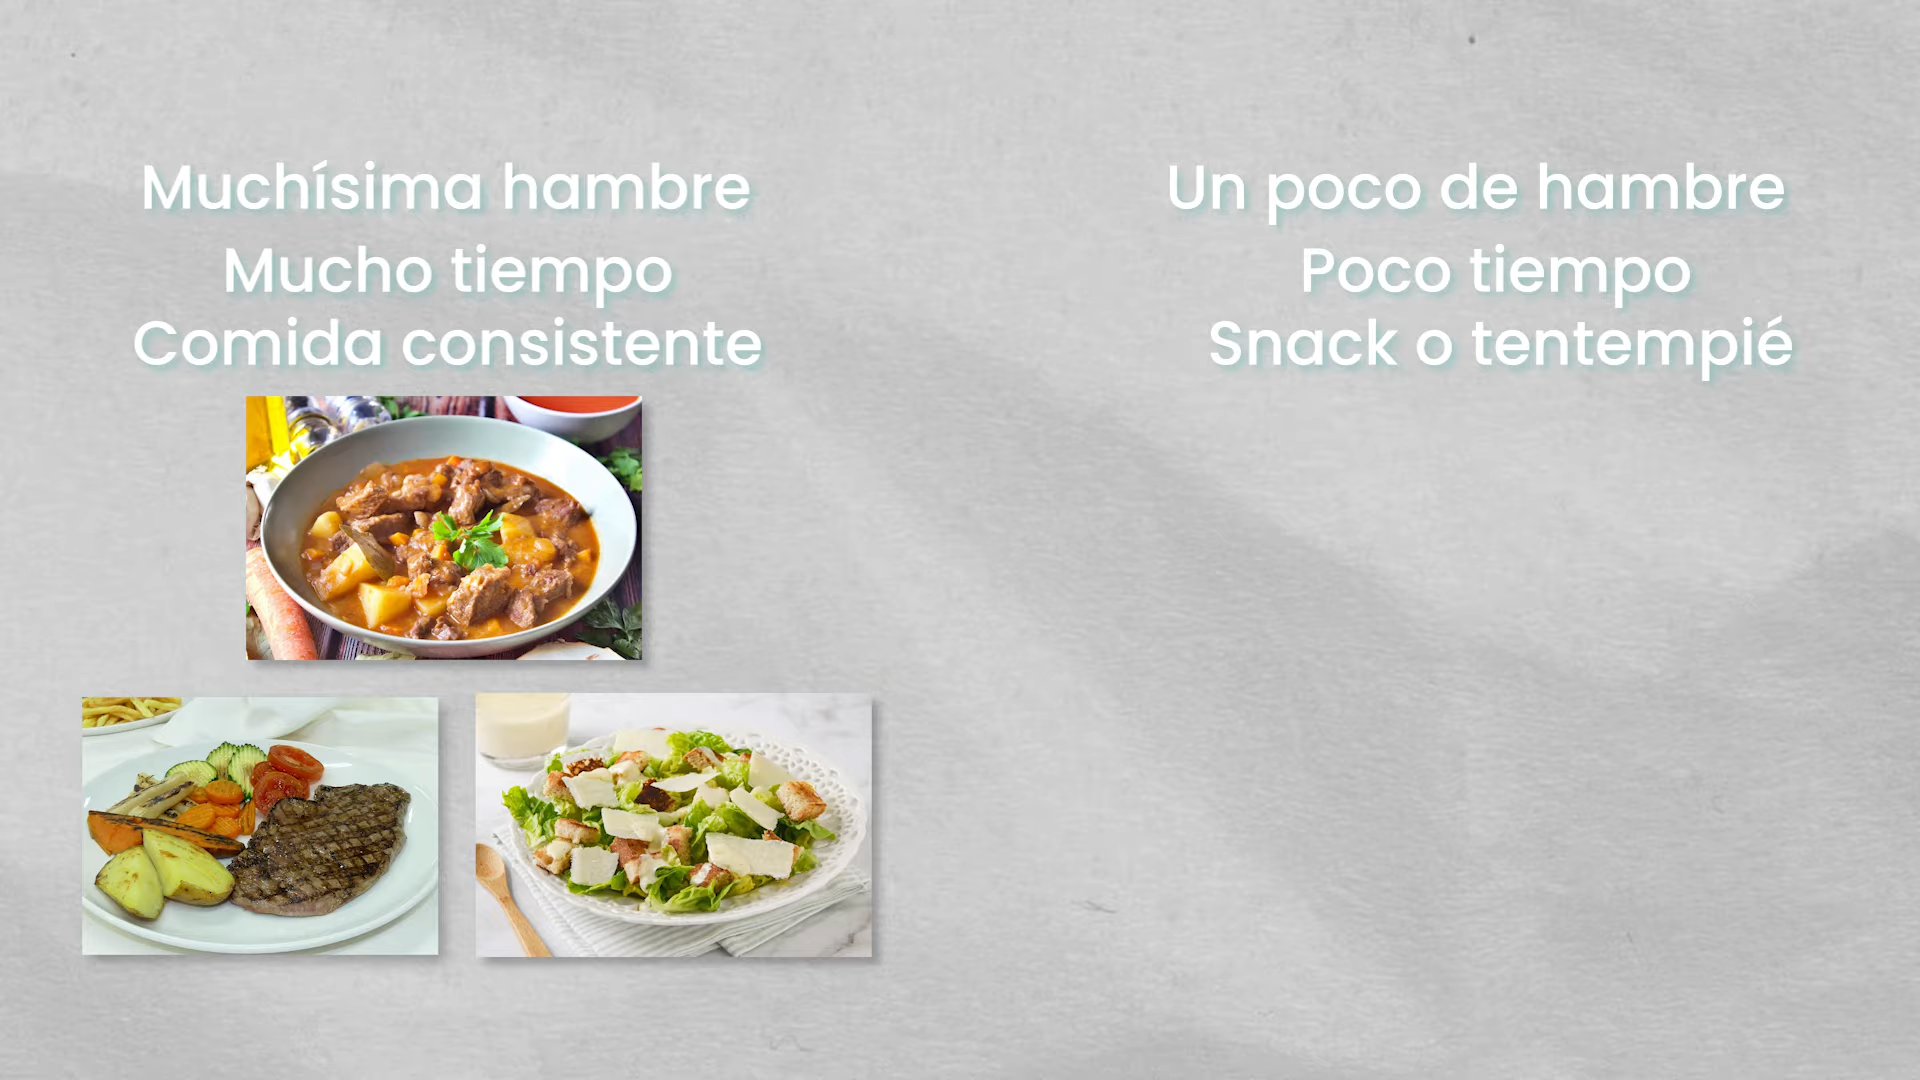 Muchísima hambre
Mucho tiempo
Comida consistente
Un poco de hambre
Poco tiempo
Snack o tentempié